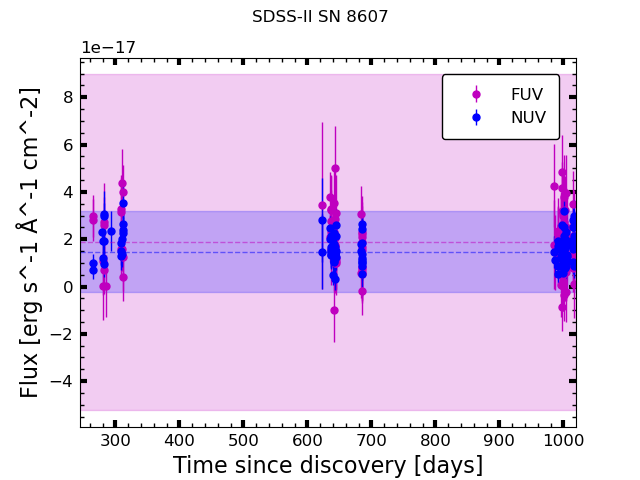 SDSS-II SN 8607
1e−17
FUV
NUV
8
6
4
2
0
−2
−4
Flux [erg s^-1 Å^-1 cm^-2]
300 400 500 600 700 800 900 1000
Time since discovery [days]